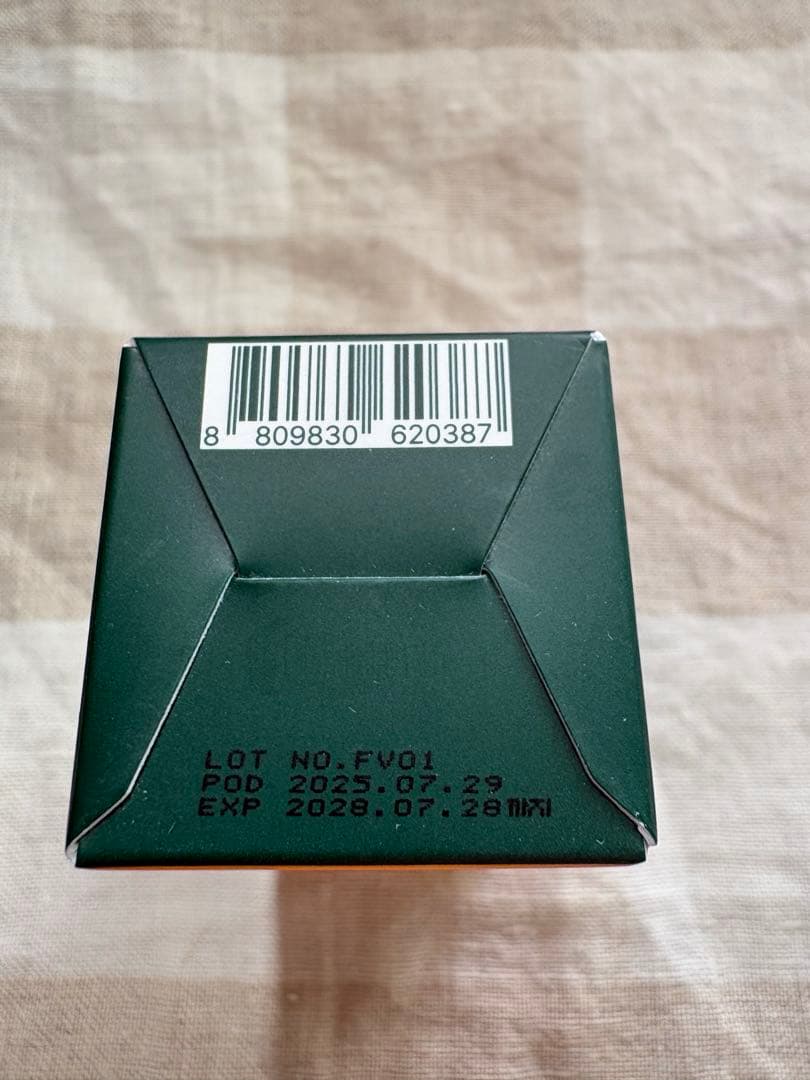 8 809830 620387
LOT NO.FV01
POD 2025.07.29
EXP 2028.07.28까지